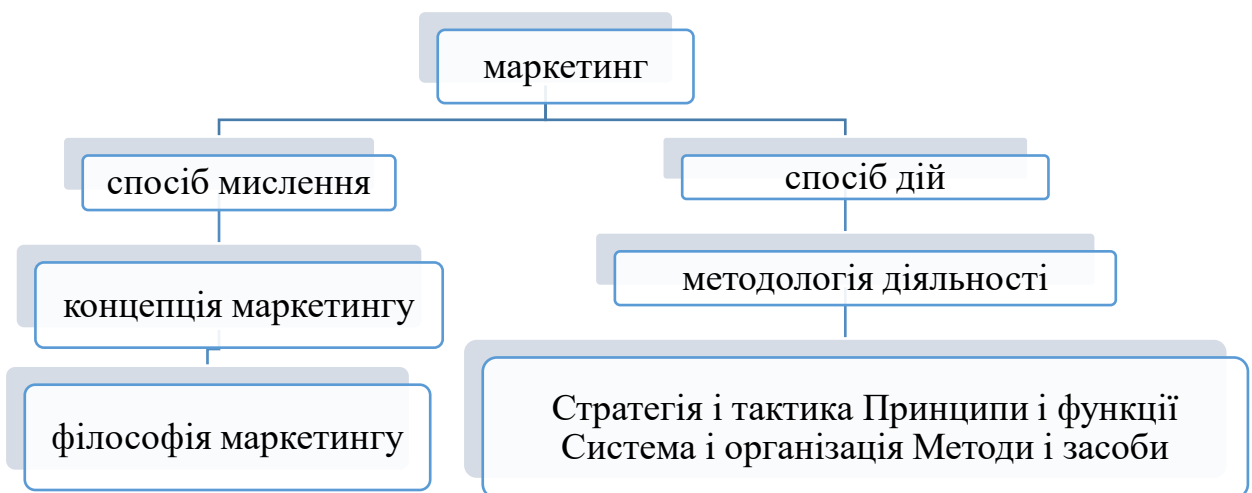 маркетинг
спосіб мислення
спосіб дій
концепція маркетингу
методологія діяльності
філософія маркетингу
Стратегія і тактика Принципи і функції
Система і організація Методи і засоби